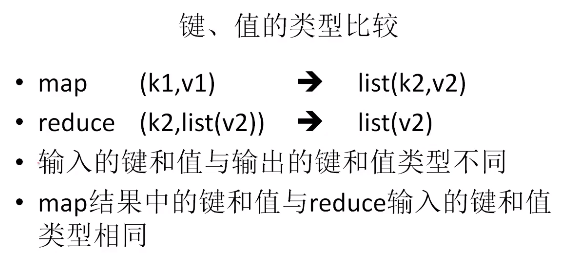 键、值的类型比较
• map (k1,v1) → list(k2,v2)
• reduce (k2,list(v2)) → list(v2)
• 输入的键和值与输出的键和值类型不同
• map结果中的键和值与reduce输入的键和值
类型相同